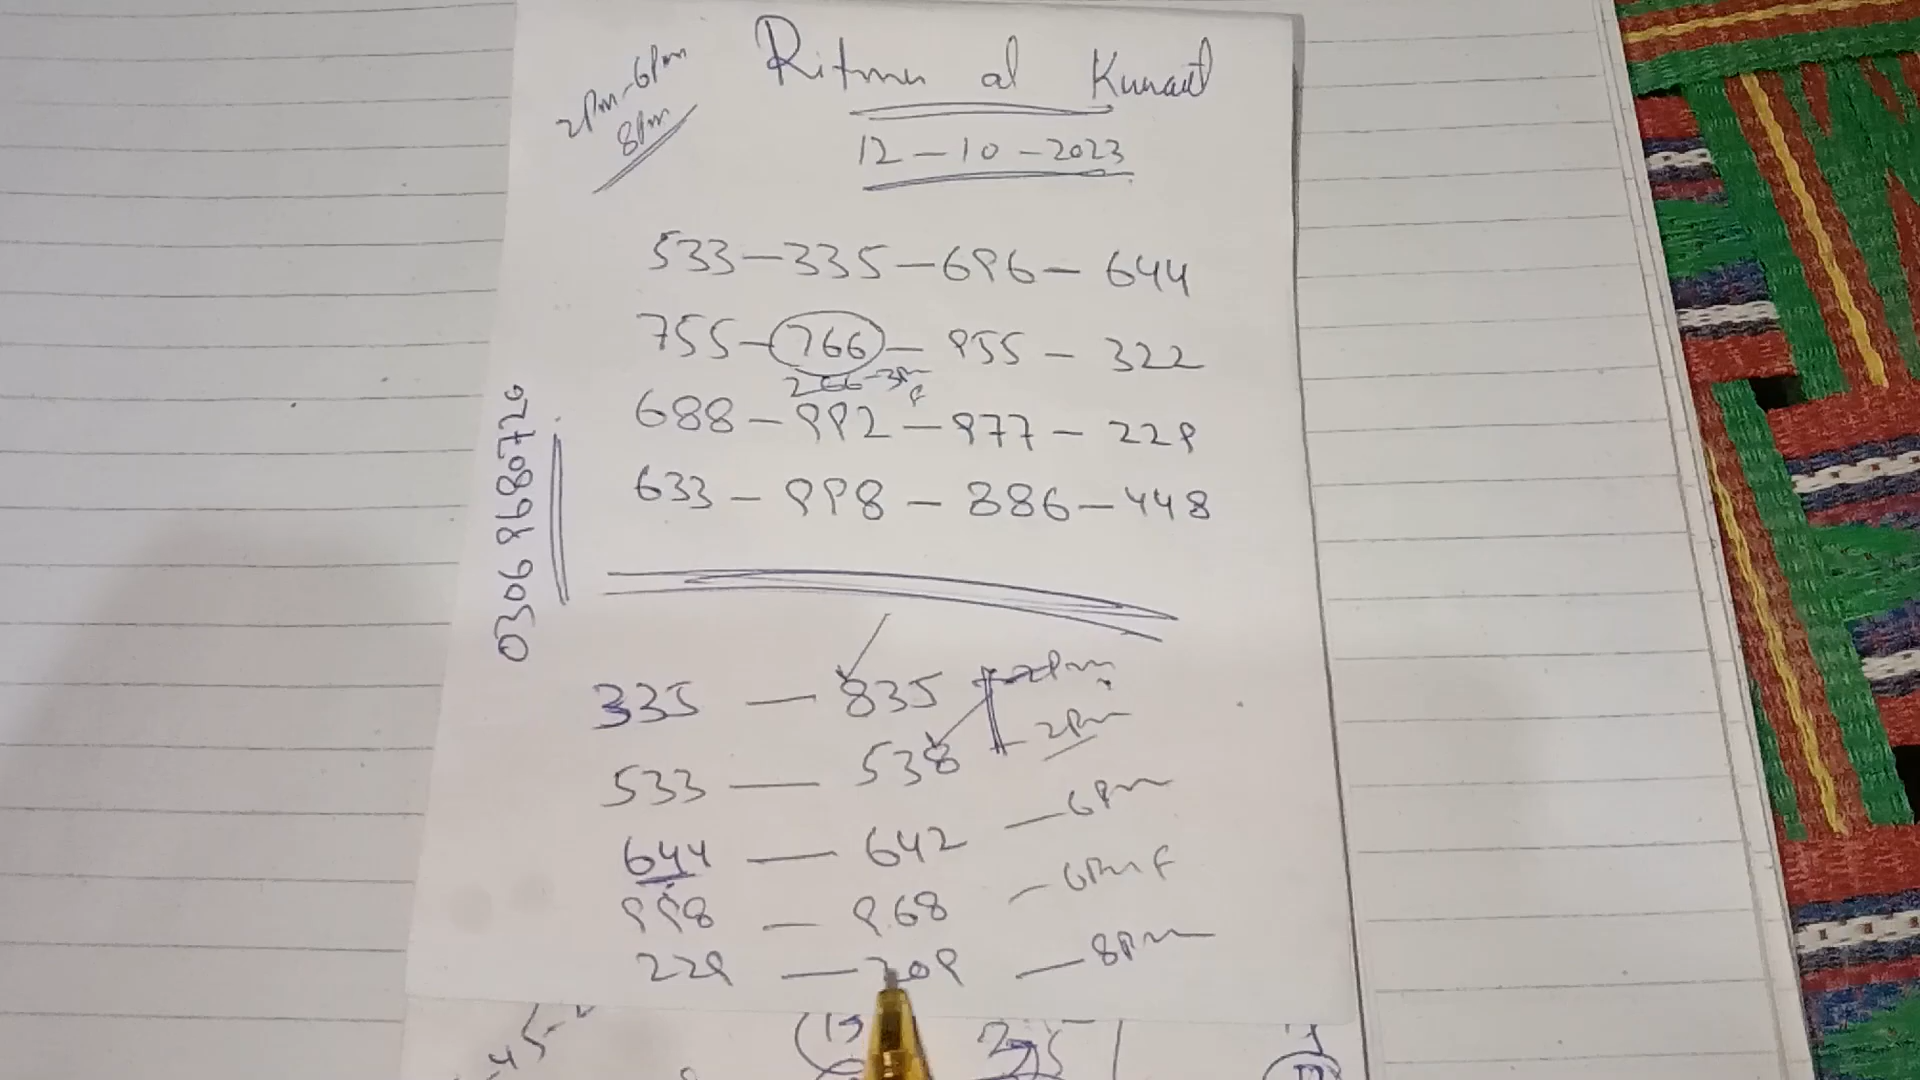 2Pm-6Pm
8Pm
Ritmu al Kuwait
12-10-2023
533-335-696-644
755-766-955-322
688-992-977-229
633-998-886-448
03069680720
335 - 835 - 2Pm
533 - 538 - 2Pm
644 - 642 - 6Pm
998 - 968 - 6Pm F
229 - 209 - 8Pm